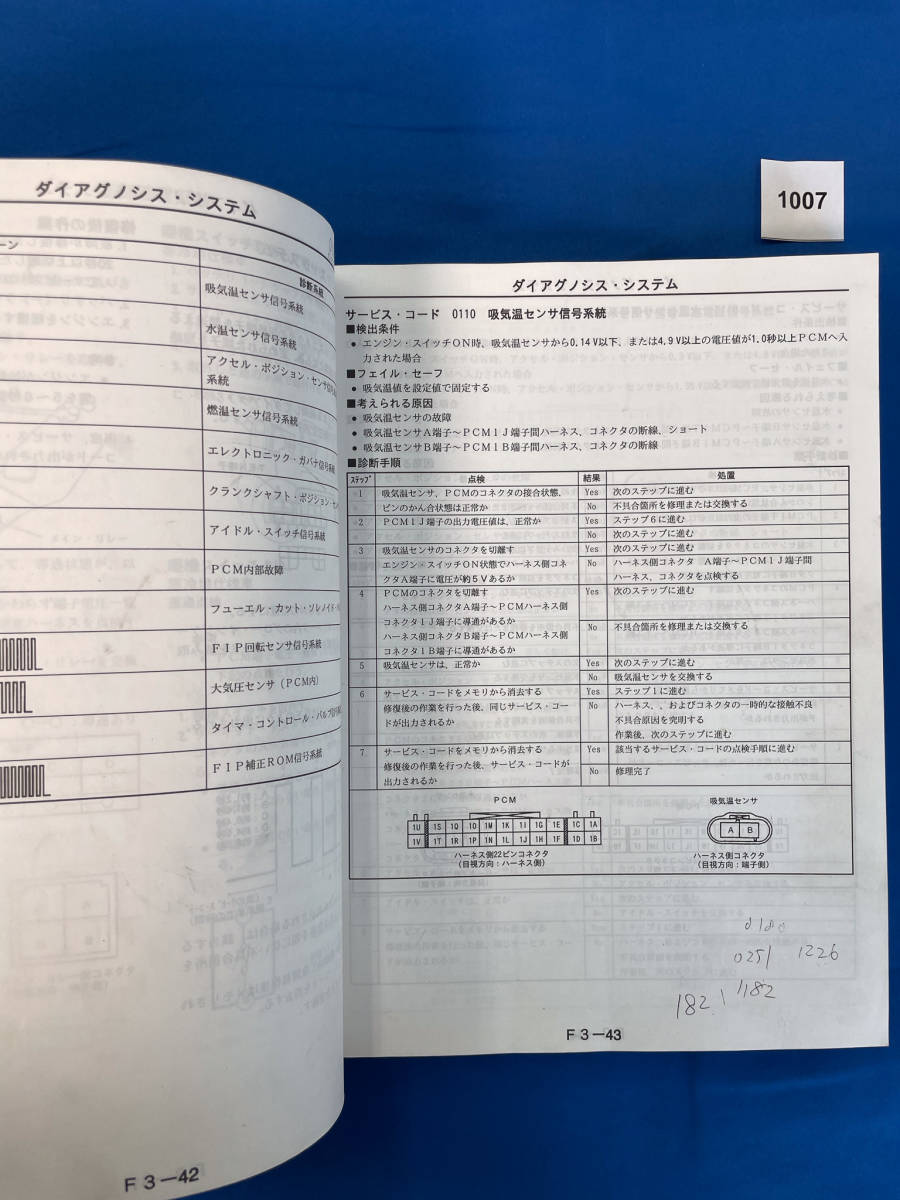 1007
ダイアグノシス・システム
ーン
診断系統
吸気温センサ信号系統
水温センサ信号系統
アクセル・ポジション・センサ信号
系統
燃温センサ信号系統
エレクトロニック・ガバナ信号系統
クランクシャフト・ポジション・セン
アイドル・スイッチ信号系統
PCM内部故障
フューエル・カット・ソレノイド・
FIP回転センサ信号系統
大気圧センサ(PCM内)
タイマ・コントロール・バルブ信号系統
FIP補正ROM信号系統
F3-42
ダイアグノシス・システム
サービス・コード 0110 吸気温センサ信号系統
■検出条件
● エンジン・スイッチON時、吸気温センサから0.14V以下、または4.9V以上の電圧値が1.0秒以上PCMへ入
力された場合
■フェイル・セーフ
● 吸気温値を設定値で固定する
■考えられる原因
● 吸気温センサの故障
● 吸気温センサA端子～PCM1J端子間ハーネス、コネクタの断線、ショート
● 吸気温センサB端子～PCM1B端子間ハーネス、コネクタの断線
■診断手順
ステップ 点検 結果 処置
1 吸気温センサ、PCMのコネクタの接合状態、 Yes 次のステップに進む
ピンのかん合状態は正常か No 不具合箇所を修理または交換する
2 PCM1J端子の出力電圧値は、正常か Yes ステップ6に進む
No 次のステップに進む
3 吸気温センサのコネクタを切離す Yes 次のステップに進む
エンジン・スイッチON状態でハーネス側コネ No ハーネス側コネクタ A端子～PCM1J端子間
クタA端子に電圧が約5Vあるか ハーネス、コネクタを点検する
4 PCMのコネクタを切離す Yes 次のステップに進む
ハーネス側コネクタA端子～PCMハーネス側
コネクタ1J端子に導通があるか
ハーネス側コネクタB端子～PCMハーネス側 No 不具合箇所を修理または交換する
コネクタ1B端子に導通があるか
5 吸気温センサは、正常か Yes 次のステップに進む
No 吸気温センサを交換する
6 サービス・コードをメモリから消去する Yes ステップ1に進む
修復後の作業を行った後、同じサービス・コー No ハーネス、、およびコネクタの一時的な接触不良
ドが出力されるか 不具合原因を究明する
作業後、次のステップに進む
7 サービス・コードをメモリから消去する Yes 該当するサービス・コードの点検手順に進む
修復後の作業を行った後、サービス・コードが No 修理完了
出力されるか
PCM 吸気温センサ
1U 1S 1Q 1O 1M 1K 1I 1G 1E 1C 1A
1V 1T 1R 1P 1N 1L 1J 1H 1F 1D 1B
A B
ハーネス側22ピンコネクタ ハーネス側コネクタ
(目視方向：ハーネス側) (目視方向：端子側)
0251 1226
1182
F3-43